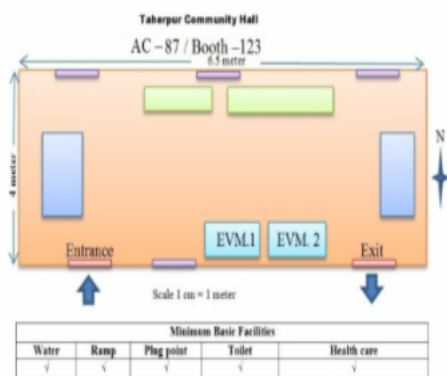 Taherpur Community Hall
AC – 87 / Booth –123
6.5 meter
4 meter
N
EVM.1 EVM. 2
Entrance Exit
Scale 1 cm = 1 meter
Minimum Basic Facilities
Water Ramp Plug point Toilet Health care
√ √ √ √ √